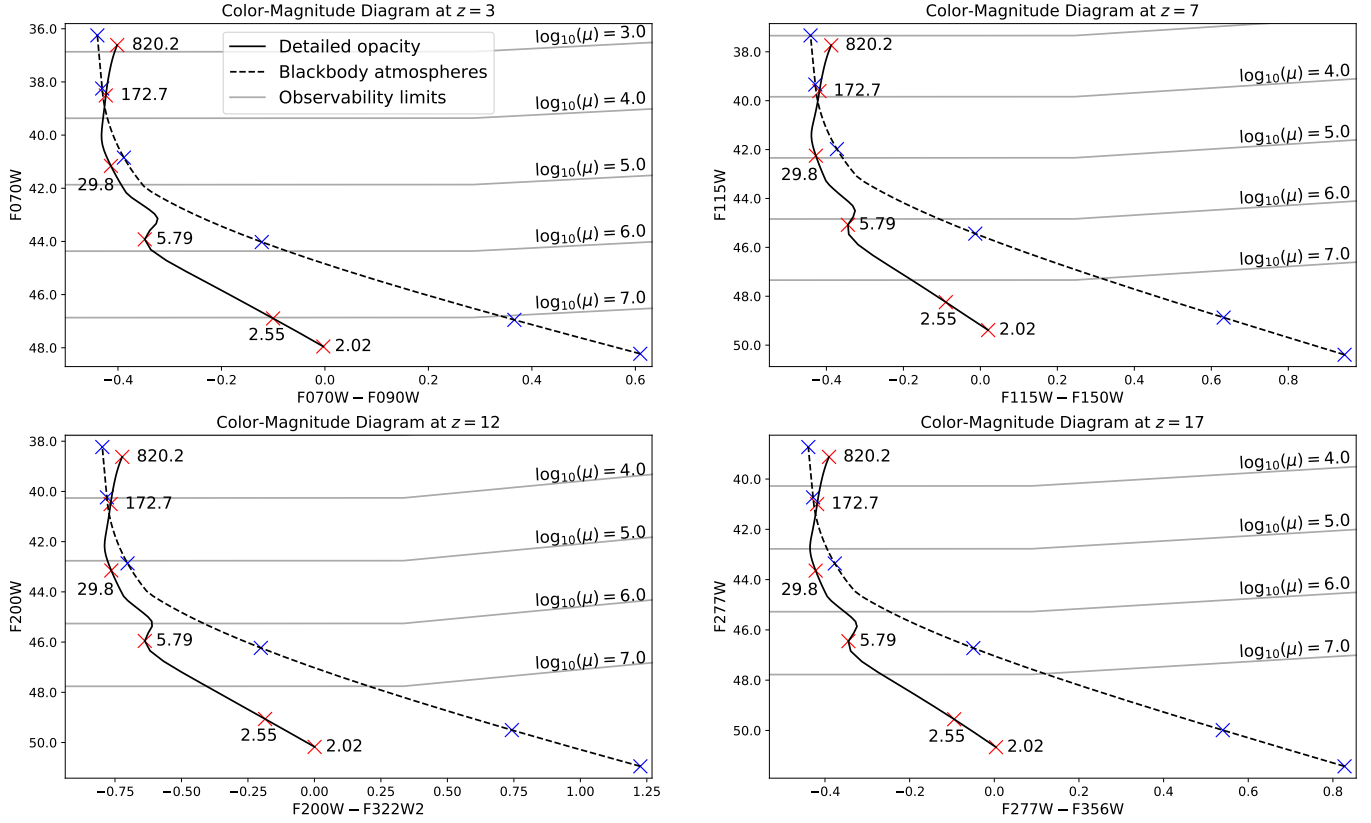 Color-Magnitude Diagram at z = 3
36.0
38.0
40.0
42.0
44.0
46.0
48.0
F070W
−0.4
−0.2
0.0
0.2
0.4
0.6
F070W − F090W
Detailed opacity
Blackbody atmospheres
Observability limits
log₁₀(μ) = 3.0
log₁₀(μ) = 4.0
log₁₀(μ) = 5.0
log₁₀(μ) = 6.0
log₁₀(μ) = 7.0
820.2
172.7
29.8
5.79
2.55
2.02
Color-Magnitude Diagram at z = 7
38.0
40.0
42.0
44.0
46.0
48.0
50.0
F115W
−0.4
−0.2
0.0
0.2
0.4
0.6
0.8
F115W − F150W
log₁₀(μ) = 4.0
log₁₀(μ) = 5.0
log₁₀(μ) = 6.0
log₁₀(μ) = 7.0
820.2
172.7
29.8
5.79
2.55
2.02
Color-Magnitude Diagram at z = 12
38.0
40.0
42.0
44.0
46.0
48.0
50.0
F200W
−0.75
−0.50
−0.25
0.00
0.25
0.50
0.75
1.00
1.25
F200W − F322W2
log₁₀(μ) = 4.0
log₁₀(μ) = 5.0
log₁₀(μ) = 6.0
log₁₀(μ) = 7.0
820.2
172.7
29.8
5.79
2.55
2.02
Color-Magnitude Diagram at z = 17
40.0
42.0
44.0
46.0
48.0
50.0
F277W
−0.4
−0.2
0.0
0.2
0.4
0.6
0.8
F277W − F356W
log₁₀(μ) = 4.0
log₁₀(μ) = 5.0
log₁₀(μ) = 6.0
log₁₀(μ) = 7.0
820.2
172.7
29.8
5.79
2.55
2.02